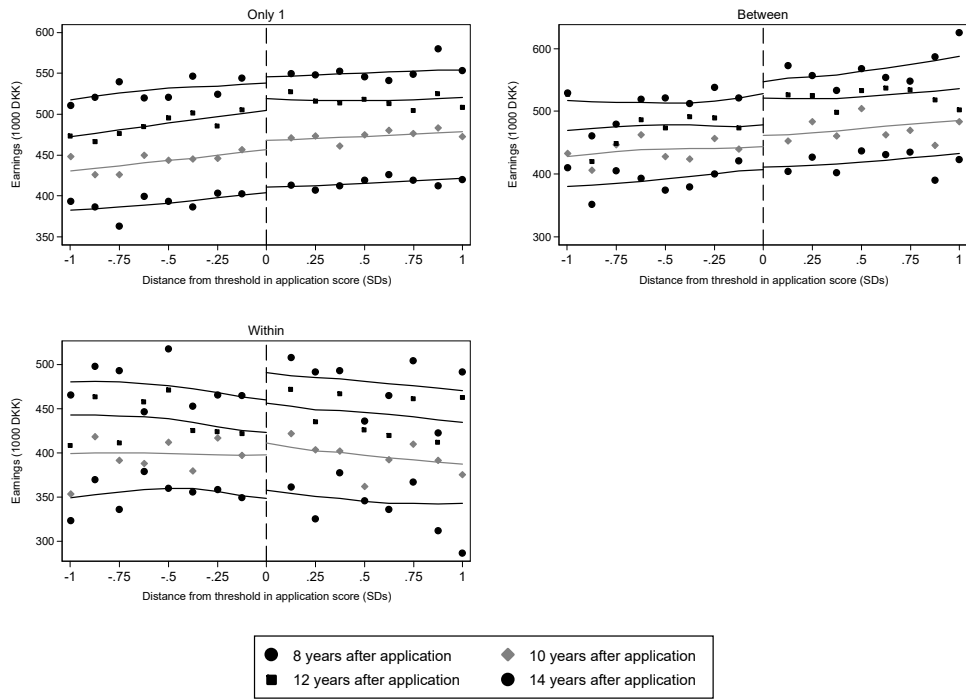 Only 1
600
550
500
450
400
350
Earnings (1000 DKK)
-1 -.75 -.5 -.25 0 .25 .5 .75 1
Distance from threshold in application score (SDs)
Between
600
500
400
300
Earnings (1000 DKK)
-1 -.75 -.5 -.25 0 .25 .5 .75 1
Distance from threshold in application score (SDs)
Within
500
450
400
350
300
Earnings (1000 DKK)
-1 -.75 -.5 -.25 0 .25 .5 .75 1
Distance from threshold in application score (SDs)
8 years after application 10 years after application
12 years after application 14 years after application